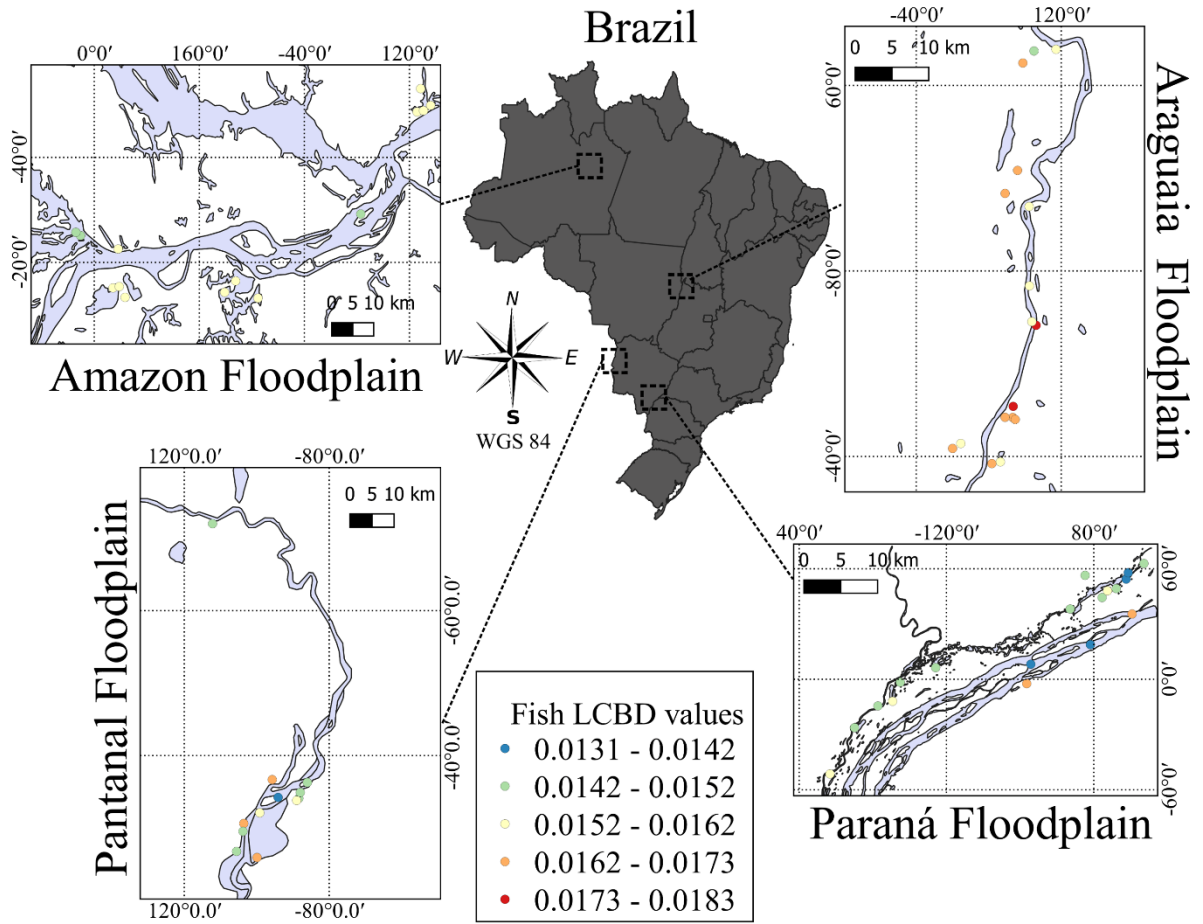 Brazil
0°0′ 160°0′ -40°0′ 120°0′
-40°0′
-20°0′
0 5 10 km
Amazon Floodplain
-40°0′ 120°0′
0 5 10 km
60°0′
-80°0′
-40°0′
Araguaia Floodplain
N
W E
S
WGS 84
120°0.0′ -80°0.0′
0 5 10 km
-60°0.0′
-40°0.0′
120°0.0′ -80°0.0′
Pantanal Floodplain
40°0′ -120°0′ 80°0′
0 5 10 km
60°0′
0°0′
-60°0′
Paraná Floodplain
Fish LCBD values
0.0131 - 0.0142
0.0142 - 0.0152
0.0152 - 0.0162
0.0162 - 0.0173
0.0173 - 0.0183